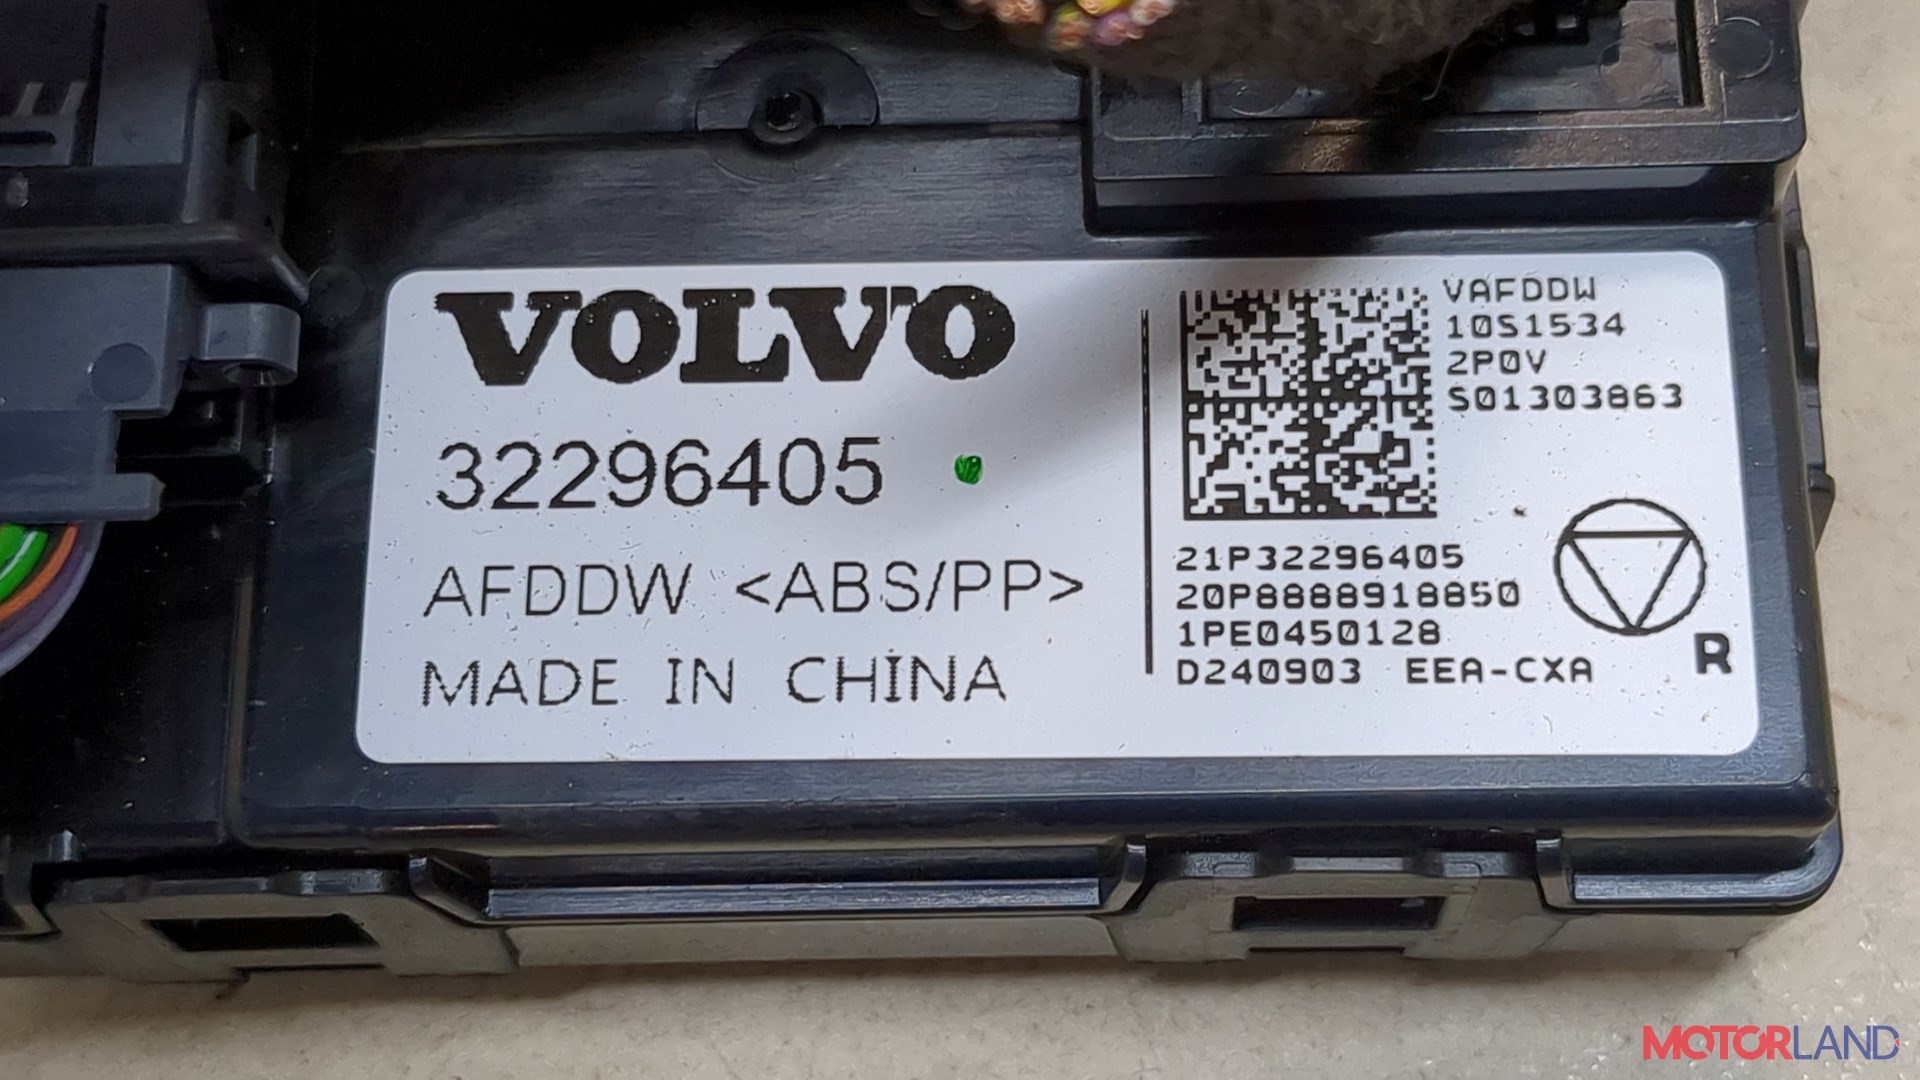 VOLVO
32296405
AFDDW <ABS/PP>
MADE IN CHINA
VAFDDW
10S1534
2P0V
S01303863
21P32296405
20P8888918850
1PE0450128
D240903 EEA-CXA
R
MOTORLAND